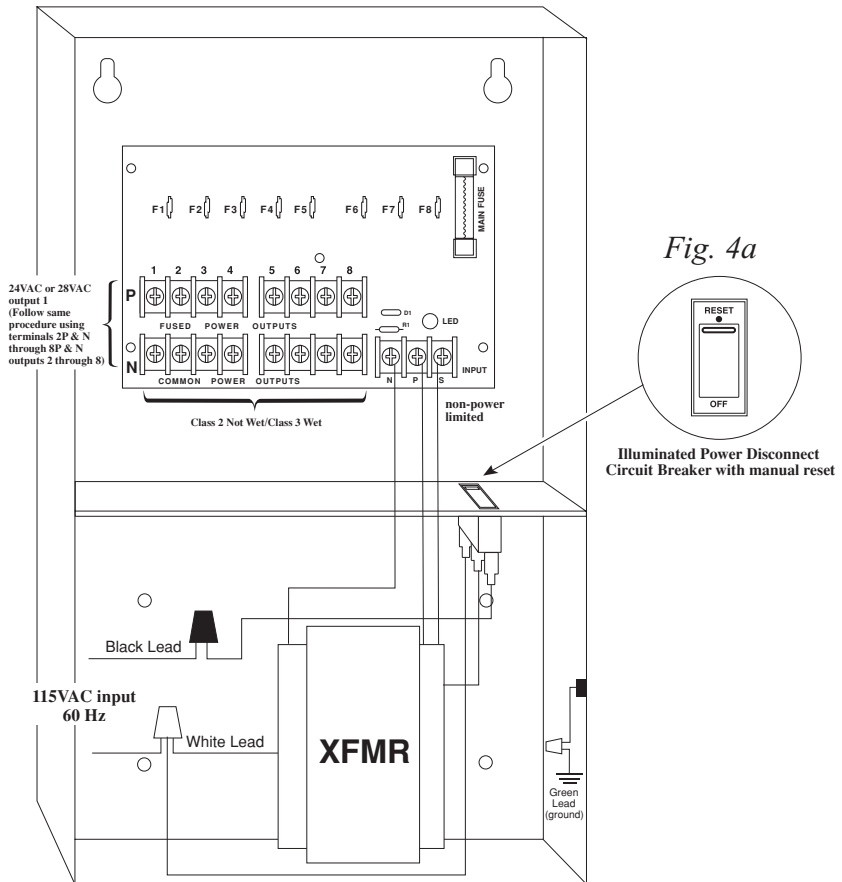 MAIN FUSE
F1 F2 F3 F4 F5 F6 F7 F8
Fig. 4a
1 2 3 4 5 6 7 8
24VAC or 28VAC
output 1
(Follow same
procedure using
terminals 2P & N
through 8P & N
outputs 2 through 8)
P
FUSED POWER OUTPUTS
D1
R1
LED
N
COMMON POWER OUTPUTS
N P S
INPUT
Class 2 Not Wet/Class 3 Wet
non-power
limited
RESET
OFF
Illuminated Power Disconnect
Circuit Breaker with manual reset
Black Lead
115VAC input
60 Hz
White Lead
XFMR
Green
Lead
(ground)